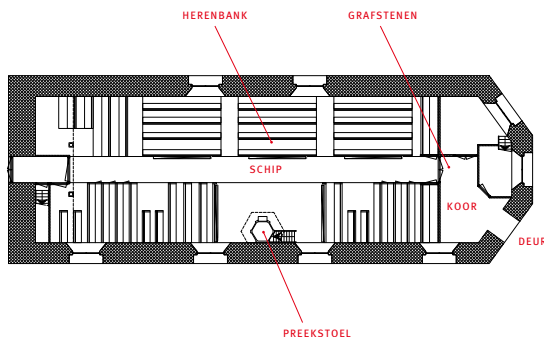 HERENBANK
GRAFSTENEN
SCHIP
KOOR
DEUR
PREEKSTOEL